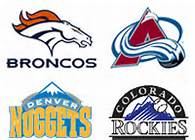 BRONCOS
DENVER
NUGGETS
COLORADO
ROCKIES